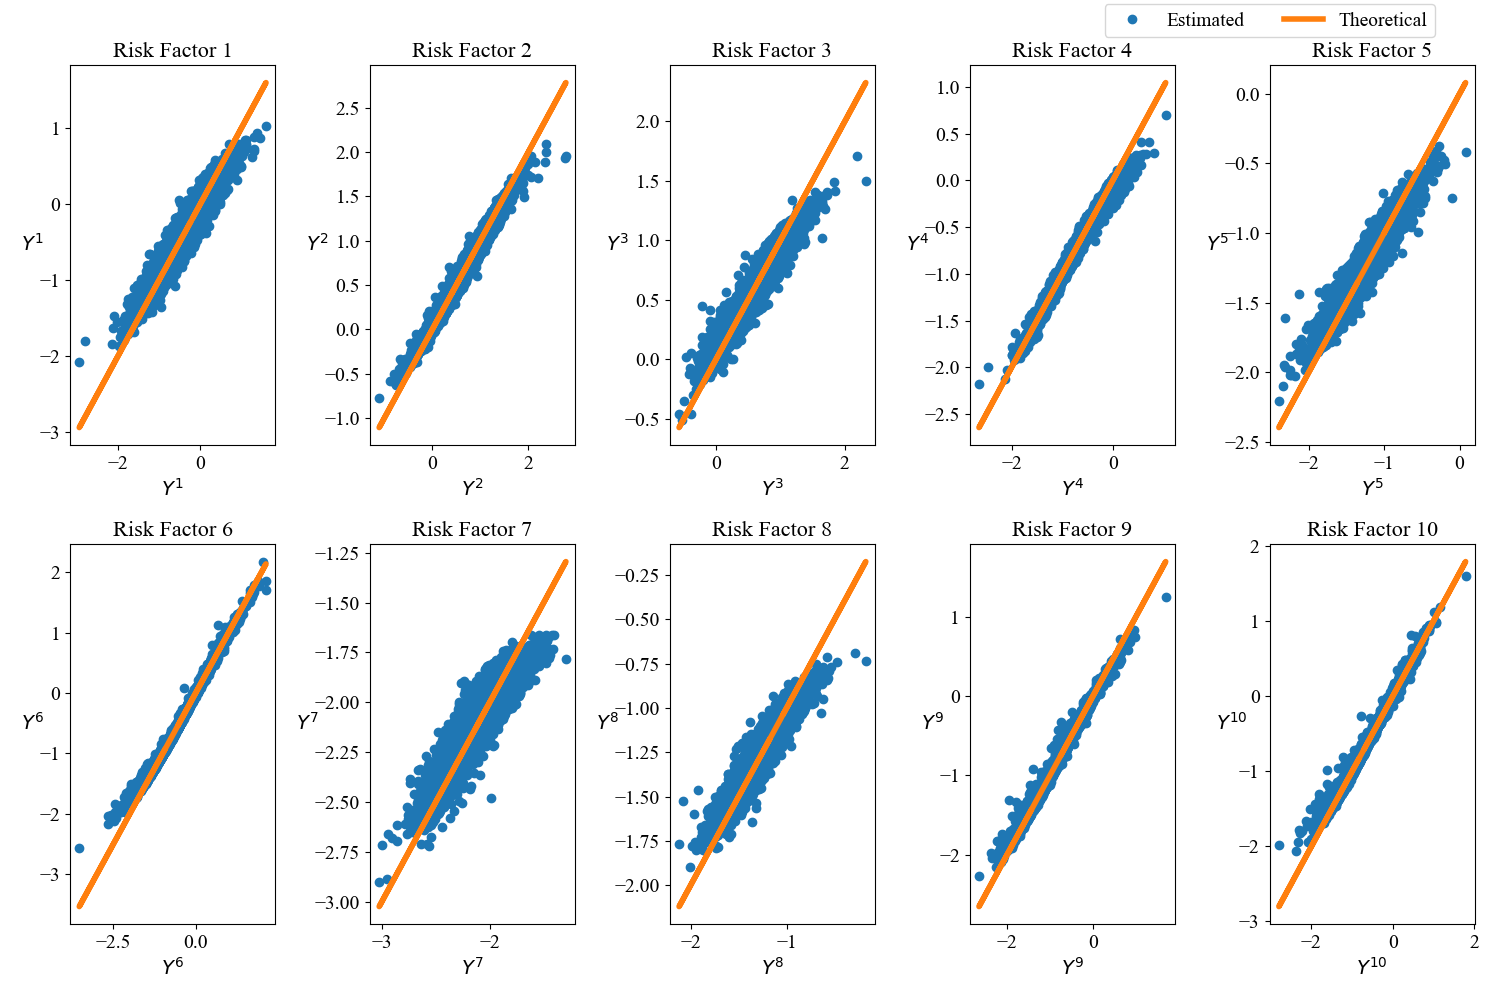 Estimated Theoretical
Risk Factor 1 Risk Factor 2 Risk Factor 3 Risk Factor 4 Risk Factor 5
1
0
−1
−2
−3
Y¹
−2 0
Y¹
2.5
2.0
1.5
1.0
0.5
0.0
−0.5
−1.0
Y²
0 2
Y²
2.0
1.5
1.0
0.5
0.0
−0.5
Y³
0 2
Y³
1.0
0.5
0.0
−0.5
−1.0
−1.5
−2.0
−2.5
Y⁴
−2 0
Y⁴
0.0
−0.5
−1.0
−1.5
−2.0
−2.5
Y⁵
−2 −1 0
Y⁵
Risk Factor 6 Risk Factor 7 Risk Factor 8 Risk Factor 9 Risk Factor 10
2
1
0
−1
−2
−3
Y⁶
−2.5 0.0
Y⁶
−1.25
−1.50
−1.75
−2.00
−2.25
−2.50
−2.75
−3.00
Y⁷
−3 −2
Y⁷
−0.25
−0.50
−0.75
−1.00
−1.25
−1.50
−1.75
−2.00
Y⁸
−2 −1
Y⁸
1
0
−1
−2
Y⁹
−2 0
Y⁹
2
1
0
−1
−2
−3
Y¹⁰
−2 0 2
Y¹⁰